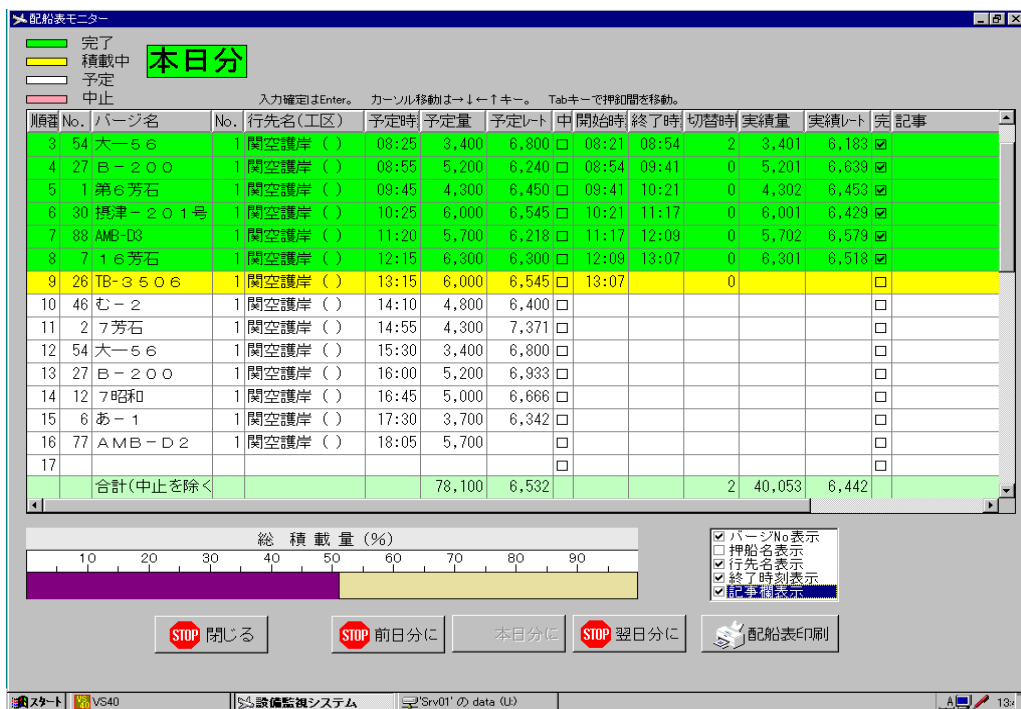 配船表モニター
完了
積載中
予定
中止
本日分
入力確定はEnter。 カーソル移動は→↓←↑キー。 Tabキーで押釦間を移動。
順番 No. バージ名 No. 行先名(工区) 予定時 予定量 予定レート 中 開始時 終了時 切替時 実績量 実績レート 完 記事
3 54 大一56 1 関空護岸 ( ) 08:25 3,400 6,800 08:21 08:54 2 3,401 6,183
4 27 B-200 1 関空護岸 ( ) 08:55 5,200 6,240 08:54 09:41 0 5,201 6,639
5 1 第6芳石 1 関空護岸 ( ) 09:45 4,300 6,450 09:41 10:21 0 4,302 6,453
6 30 摂津-201号 1 関空護岸 ( ) 10:25 6,000 6,545 10:21 11:17 0 6,001 6,429
7 88 AMB-D3 1 関空護岸 ( ) 11:20 5,700 6,218 11:17 12:09 0 5,702 6,579
8 7 16芳石 1 関空護岸 ( ) 12:15 6,300 6,300 12:09 13:07 0 6,301 6,518
9 26 TB-3506 1 関空護岸 ( ) 13:15 6,000 6,545 13:07 0
10 46 む-2 1 関空護岸 ( ) 14:10 4,800 6,400
11 2 7芳石 1 関空護岸 ( ) 14:55 4,300 7,371
12 54 大一56 1 関空護岸 ( ) 15:30 3,400 6,800
13 27 B-200 1 関空護岸 ( ) 16:00 5,200 6,933
14 12 7昭和 1 関空護岸 ( ) 16:45 5,000 6,666
15 6 あ-1 1 関空護岸 ( ) 17:30 3,700 6,342
16 77 AMB-D2 1 関空護岸 ( ) 18:05 5,700
17
合計(中止を除く 78,100 6,532 2 40,053 6,442
総 積載量 (%)
10 20 30 40 50 60 70 80 90
バージNo表示
押船名表示
行先名表示
終了時刻表示
記事欄表示
STOP 閉じる STOP 前日分に 本日分に STOP 翌日分に 配船表印刷
スタート VS40 設備監視システム 'Srv01' の data (U:) A